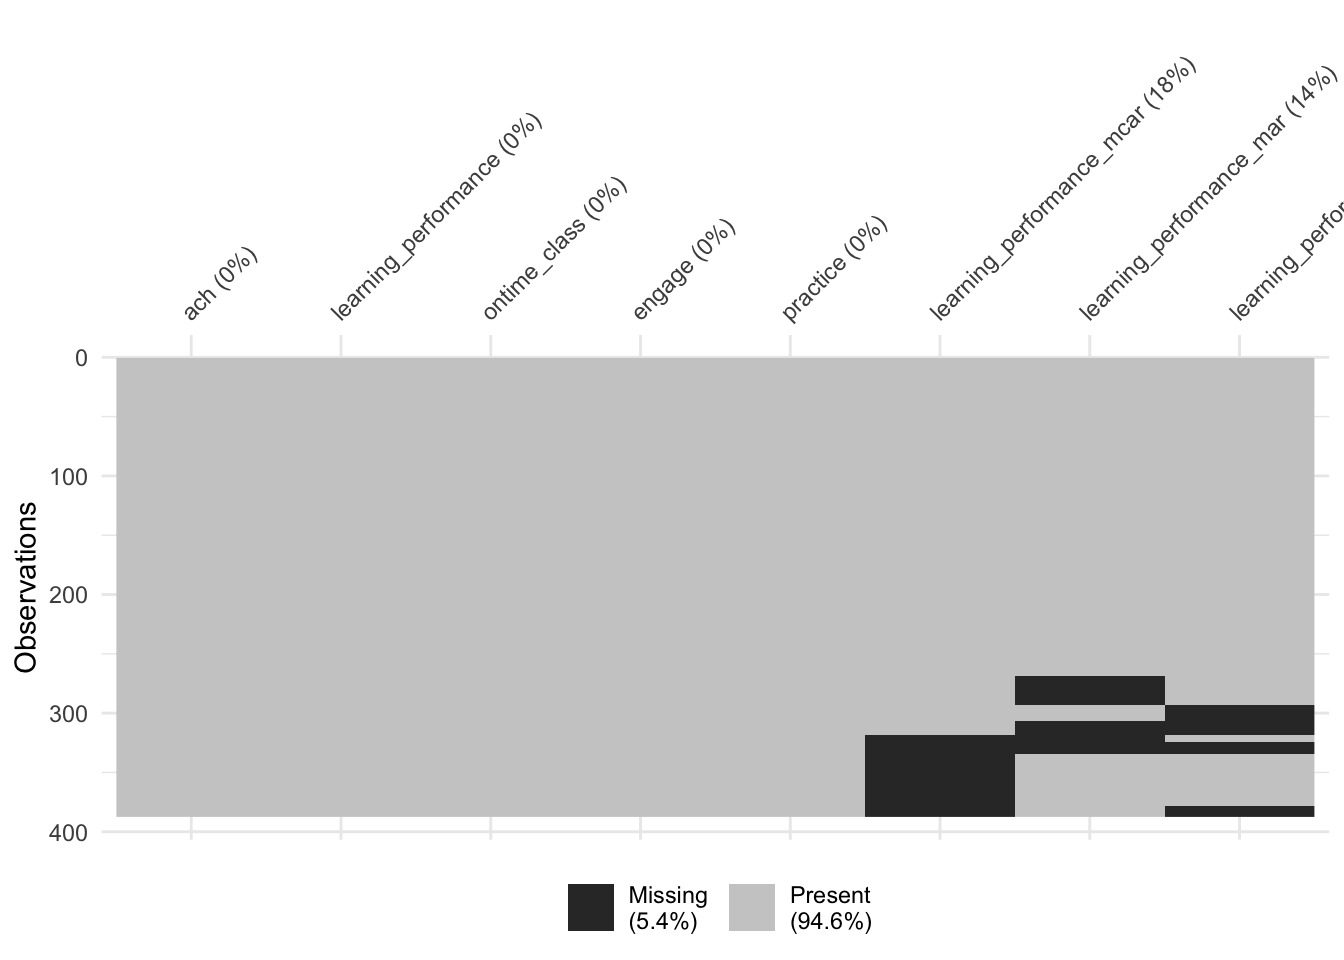 ach (0%)
learning_performance (0%)
ontime_class (0%)
engage (0%)
practice (0%)
learning_performance_mcar (18%)
learning_performance_mar (14%)
learning_perfor
Observations
0
100
200
300
400
Missing
(5.4%)
Present
(94.6%)